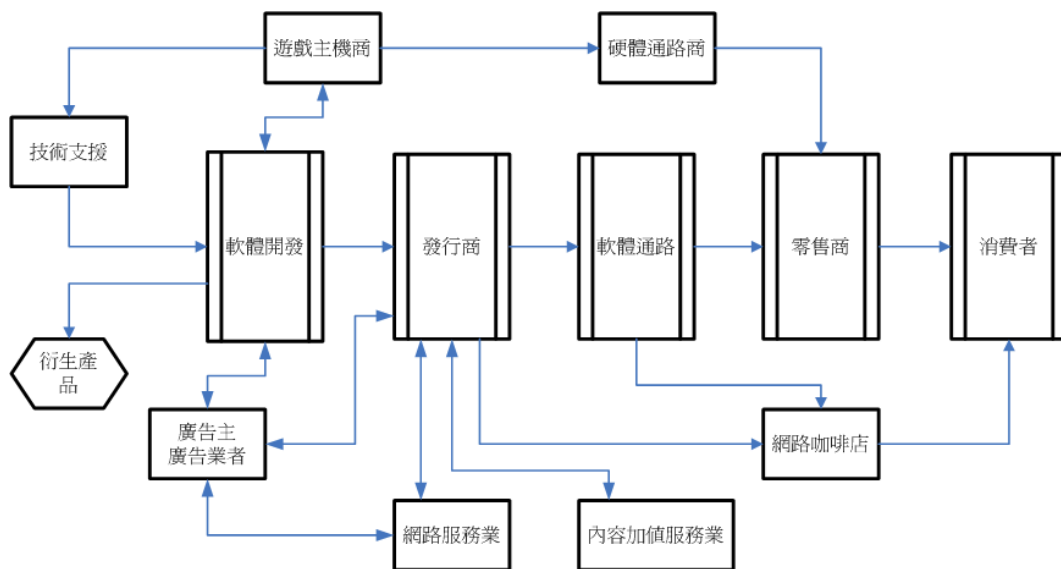 遊戲主機商
硬體通路商
技術支援
軟體開發
發行商
軟體通路
零售商
消費者
衍生產
品
廣告主
廣告業者
網路咖啡店
網路服務業
內容加值服務業